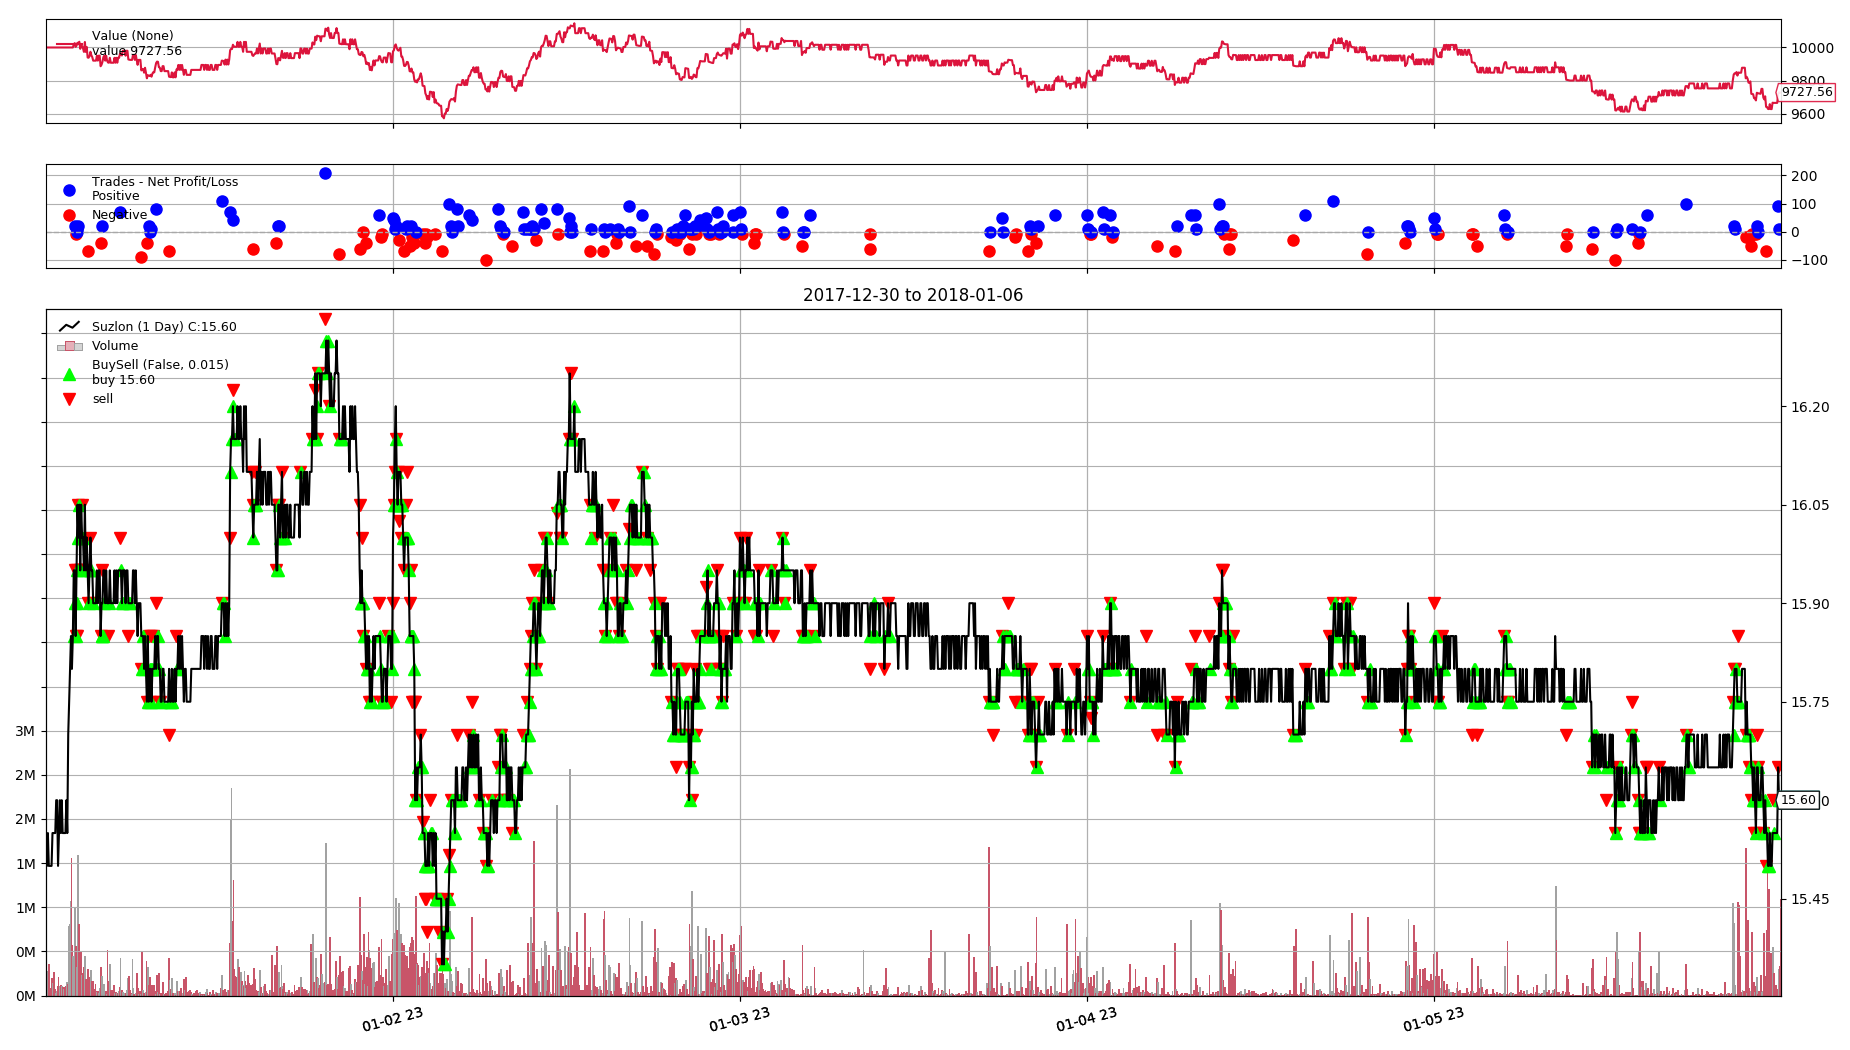 Value (None)
value 9727.56
10000
9800
9727.56
9600
Trades - Net Profit/Loss
Positive
Negative
200
100
0
−100
2017-12-30 to 2018-01-06
Suzlon (1 Day) C:15.60
Volume
BuySell (False, 0.015)
buy 15.60
sell
16.20
16.05
15.90
15.75
15.60
0
15.45
3M
2M
2M
1M
1M
0M
0M
01-02 23
01-03 23
01-04 23
01-05 23